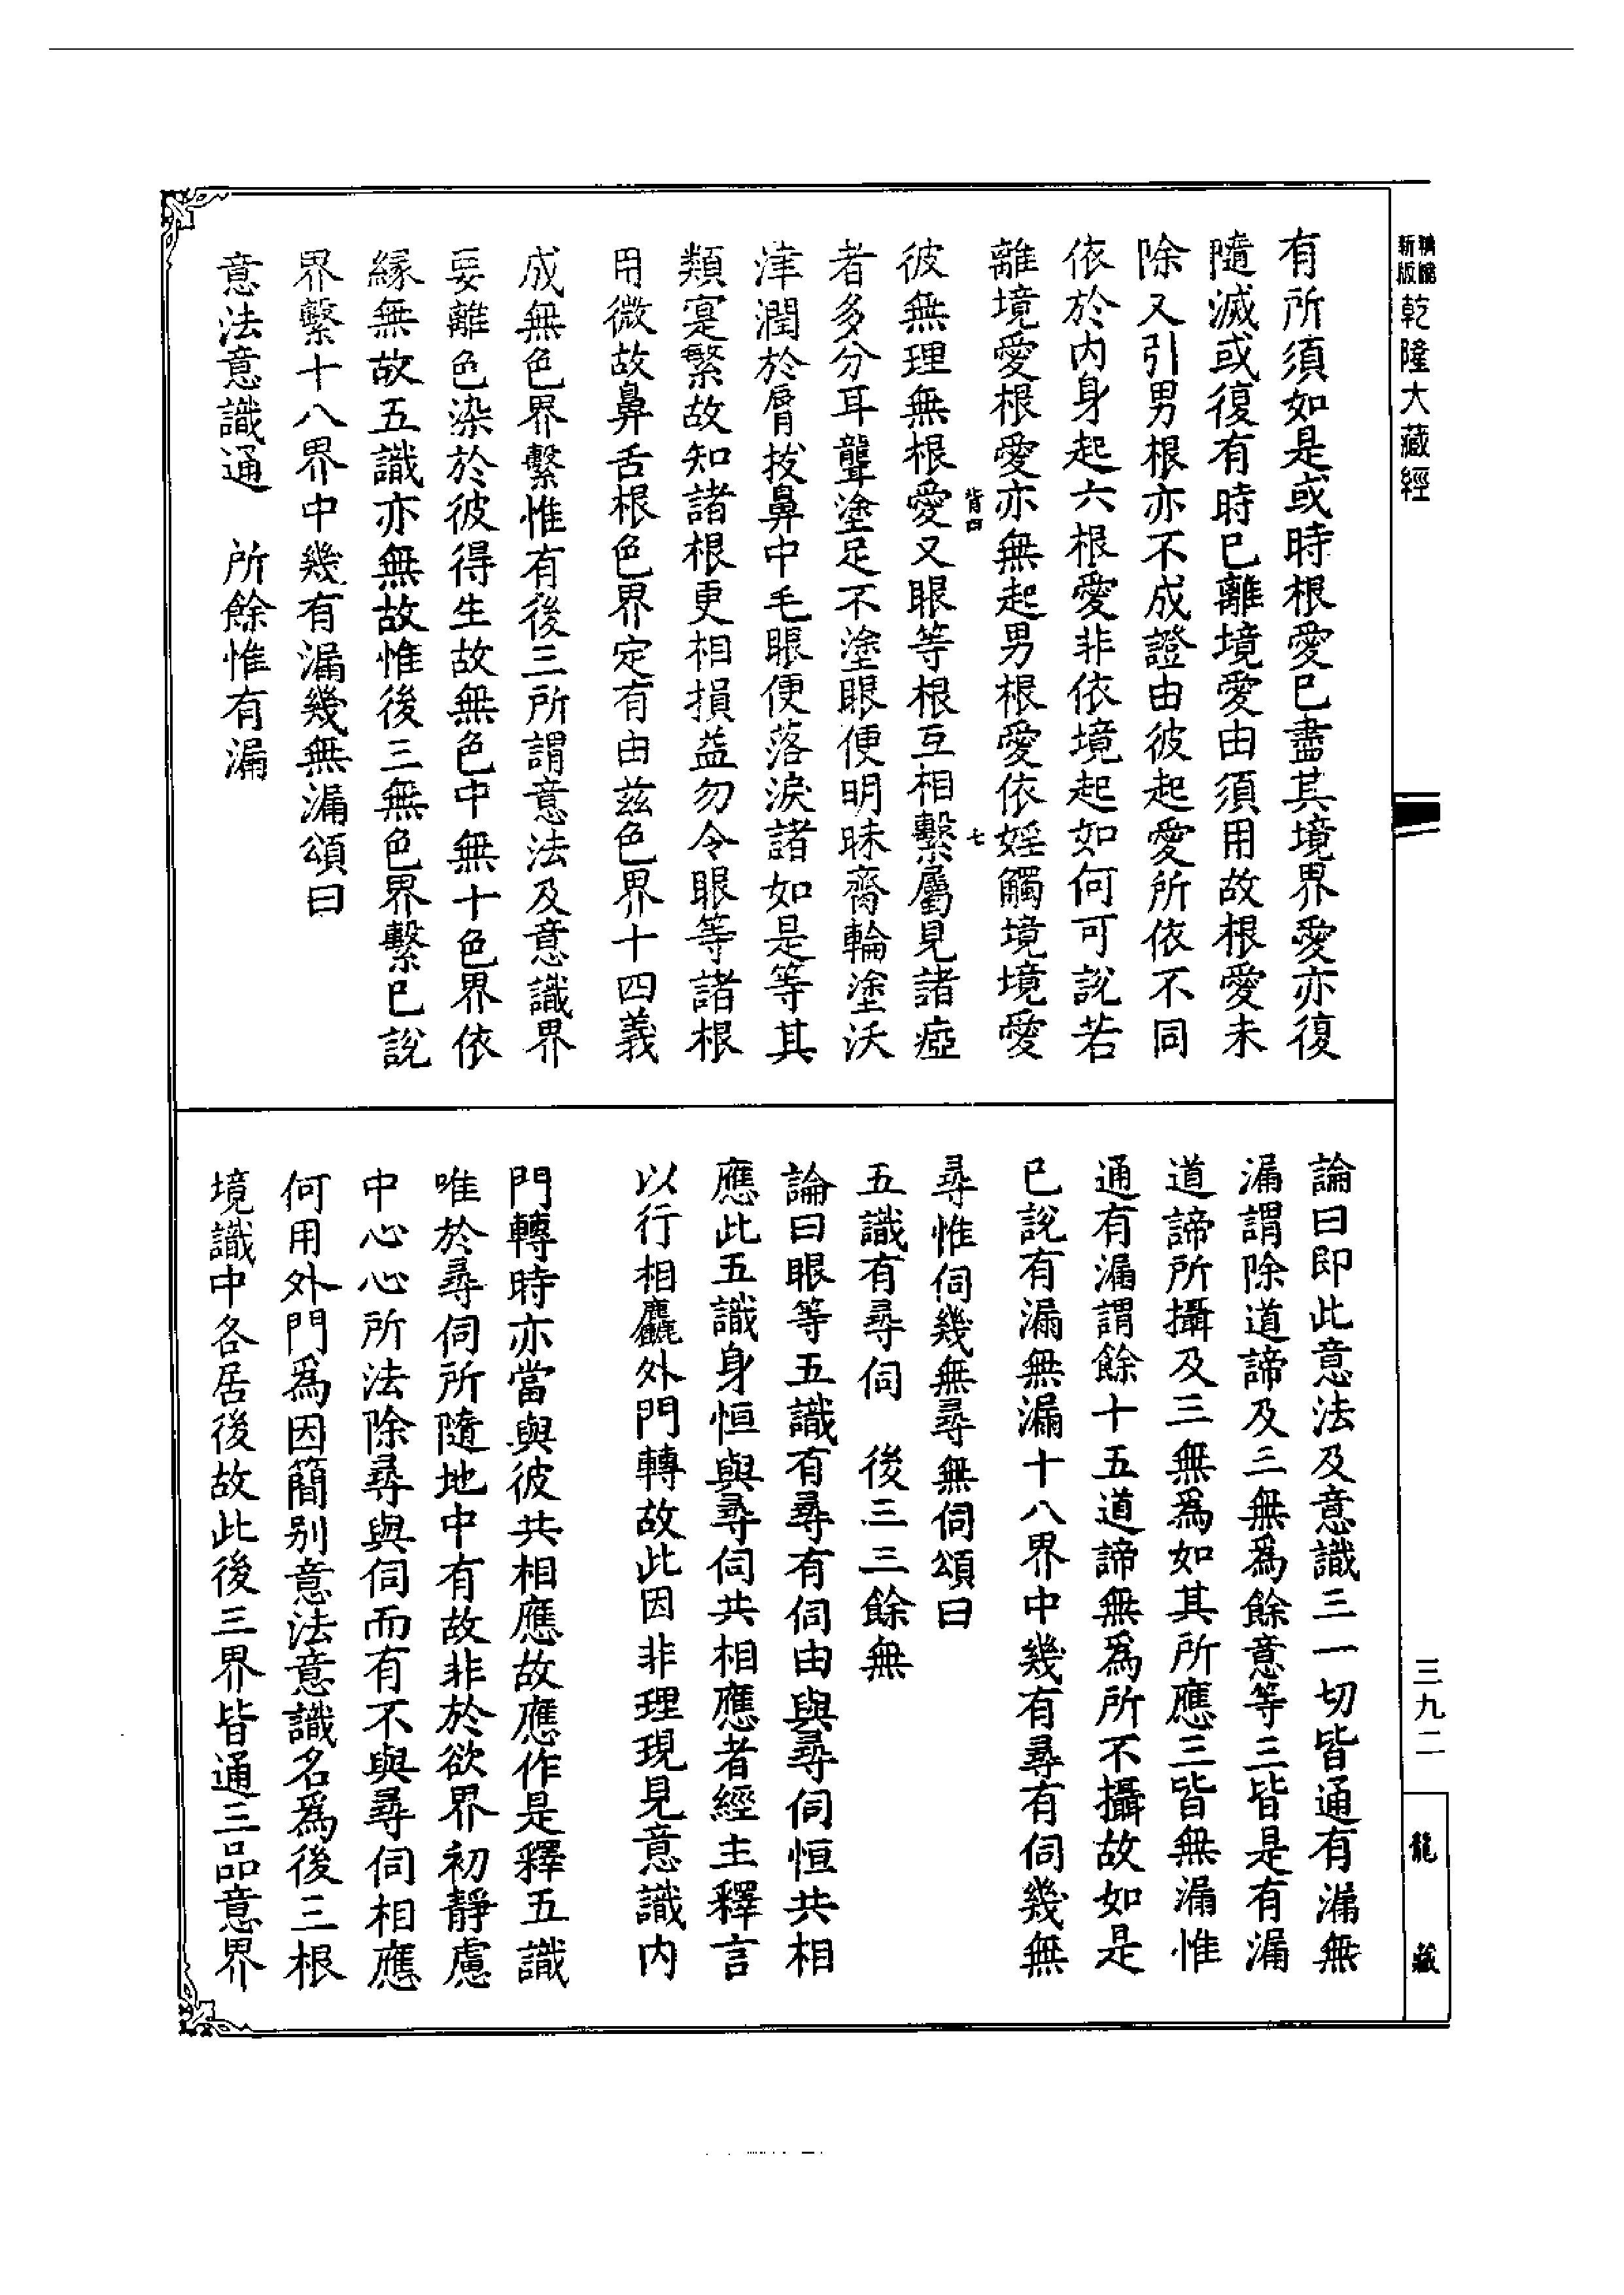 新版
精縮
乾隆大藏經
有所須如是或時根愛已盡其境界愛亦復
隨滅或復有時已離境愛由須用故根愛未
除又引男根亦不成證由彼起愛所依不同
依於内身起六根愛非依境起如何可說若
離境愛根愛亦無起男根愛依婬觸境境愛
背四
七
彼無理無根愛又眼等根互相繫屬見諸瘂
者多分耳聾塗足不塗眼便明昧齊輪塗沃
津潤於脣拔鼻中毛眼便落淚諸如是等其
類寔繁故知諸根更相損益勿令眼等諸根
用微故鼻舌根色界定有由茲色界十四義
成無色界繫惟有後三所謂意法及意識界
要離色染於彼得生故無色中無十色界依
緣無故五識亦無故惟後三無色界繫已說
界繫十八界中幾有漏幾無漏頌曰
意法意識通　所餘惟有漏
論曰即此意法及意識三一切皆通有漏無
漏謂除道諦及三無爲餘意等三皆是有漏
道諦所攝及三無爲如其所應三皆無漏惟
通有漏謂餘十五道諦無爲所不攝故如是
已說有漏無漏十八界中幾有尋有伺幾無
尋惟伺幾無尋無伺頌曰
五識有尋伺　後三三餘無
論曰眼等五識有尋有伺由與尋伺恒共相
應此五識身恒與尋伺共相應者經主釋言
以行相麤外門轉故此因非理現見意識内
門轉時亦當與彼共相應故應作是釋五識
唯於尋伺所隨地中有故非於欲界初靜慮
中心心所法除尋與伺而有不與尋伺相應
何用外門爲因簡別意法意識名爲後三根
境識中各居後故此後三界皆通三品意界
三九二
龍藏